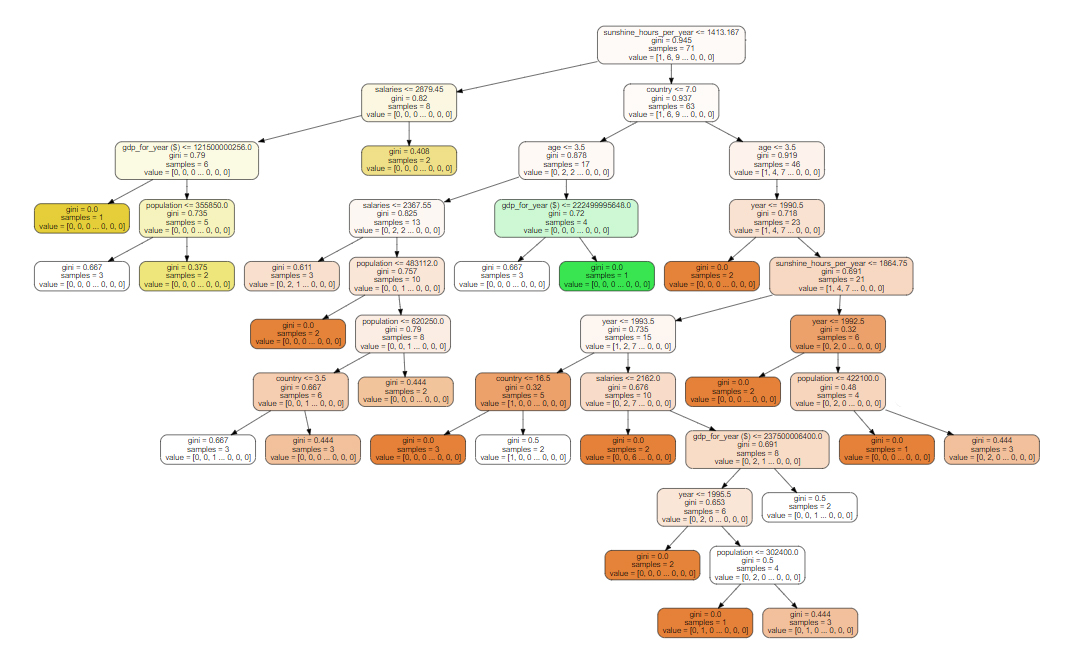 sunshine_hours_per_year <= 1413.167
gini = 0.945
samples = 71
value = [1, 6, 9 ... 0, 0, 0]
salaries <= 2879.45
gini = 0.82
samples = 8
value = [0, 0, 0 ... 0, 0, 0]
country <= 7.0
gini = 0.937
samples = 63
value = [1, 6, 9 ... 0, 0, 0]
gdp_for_year ($) <= 121500000256.0
gini = 0.79
samples = 6
value = [0, 0, 0 ... 0, 0, 0]
gini = 0.408
samples = 2
value = [0, 0, 0 ... 0, 0, 0]
age <= 3.5
gini = 0.878
samples = 17
value = [0, 2, 2 ... 0, 0, 0]
age <= 3.5
gini = 0.919
samples = 46
value = [1, 4, 7 ... 0, 0, 0]
gini = 0.0
samples = 1
value = [0, 0, 0 ... 0, 0, 0]
population <= 355850.0
gini = 0.735
samples = 5
value = [0, 0, 0 ... 0, 0, 0]
salaries <= 2367.55
gini = 0.825
samples = 13
value = [0, 2, 2 ... 0, 0, 0]
gdp_for_year ($) <= 222499995648.0
gini = 0.72
samples = 4
value = [0, 0, 0 ... 0, 0, 0]
year <= 1990.5
gini = 0.718
samples = 23
value = [1, 4, 7 ... 0, 0, 0]
gini = 0.667
samples = 3
value = [0, 0, 0 ... 0, 0, 0]
gini = 0.375
samples = 2
value = [0, 0, 0 ... 0, 0, 0]
gini = 0.611
samples = 3
value = [0, 2, 1 ... 0, 0, 0]
population <= 483112.0
gini = 0.757
samples = 10
value = [0, 0, 1 ... 0, 0, 0]
gini = 0.667
samples = 3
value = [0, 0, 0 ... 0, 0, 0]
gini = 0.0
samples = 1
value = [0, 0, 0 ... 0, 0, 0]
gini = 0.0
samples = 2
value = [0, 0, 0 ... 0, 0, 0]
sunshine_hours_per_year <= 1864.75
gini = 0.691
samples = 21
value = [1, 4, 7 ... 0, 0, 0]
gini = 0.0
samples = 2
value = [0, 0, 0 ... 0, 0, 0]
population <= 620250.0
gini = 0.79
samples = 8
value = [0, 0, 1 ... 0, 0, 0]
year <= 1993.5
gini = 0.735
samples = 15
value = [1, 2, 7 ... 0, 0, 0]
year <= 1992.5
gini = 0.32
samples = 6
value = [0, 2, 0 ... 0, 0, 0]
country <= 3.5
gini = 0.667
samples = 6
value = [0, 0, 1 ... 0, 0, 0]
gini = 0.444
samples = 2
value = [0, 0, 0 ... 0, 0, 0]
country <= 16.5
gini = 0.32
samples = 5
value = [1, 0, 0 ... 0, 0, 0]
salaries <= 2162.0
gini = 0.676
samples = 10
value = [0, 2, 7 ... 0, 0, 0]
gini = 0.0
samples = 2
value = [0, 0, 0 ... 0, 0, 0]
population <= 422100.0
gini = 0.48
samples = 4
value = [0, 2, 0 ... 0, 0, 0]
gini = 0.667
samples = 3
value = [0, 0, 1 ... 0, 0, 0]
gini = 0.444
samples = 3
value = [0, 0, 0 ... 0, 0, 0]
gini = 0.0
samples = 3
value = [0, 0, 0 ... 0, 0, 0]
gini = 0.5
samples = 2
value = [1, 0, 0 ... 0, 0, 0]
gini = 0.0
samples = 2
value = [0, 0, 6 ... 0, 0, 0]
gdp_for_year ($) <= 237500006400.0
gini = 0.691
samples = 8
value = [0, 2, 1 ... 0, 0, 0]
gini = 0.0
samples = 1
value = [0, 0, 0 ... 0, 0, 0]
gini = 0.444
samples = 3
value = [0, 2, 0 ... 0, 0, 0]
year <= 1995.5
gini = 0.653
samples = 6
value = [0, 2, 0 ... 0, 0, 0]
gini = 0.5
samples = 2
value = [0, 0, 1 ... 0, 0, 0]
gini = 0.0
samples = 2
value = [0, 0, 0 ... 0, 0, 0]
population <= 302400.0
gini = 0.5
samples = 4
value = [0, 2, 0 ... 0, 0, 0]
gini = 0.0
samples = 1
value = [0, 1, 0 ... 0, 0, 0]
gini = 0.444
samples = 3
value = [0, 1, 0 ... 0, 0, 0]